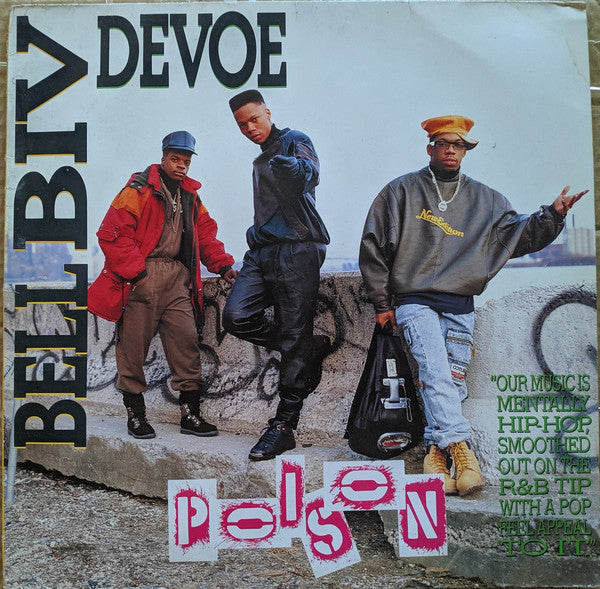 BELL BIV
DEVOE
"OUR MUSIC IS
MENTALLY
HIP-HOP
SMOOTHED
OUT ON THE
R&B TIP
WITH A POP
FEEL APPEAL
TO IT"
POISON